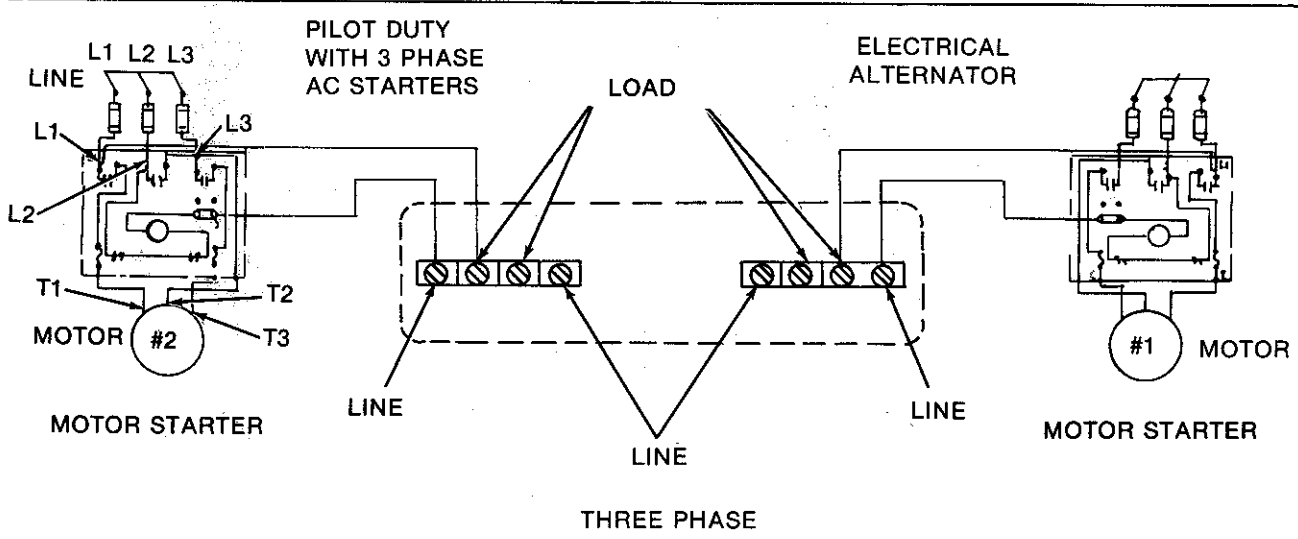 PILOT DUTY
WITH 3 PHASE
AC STARTERS
ELECTRICAL
ALTERNATOR
L1 L2 L3
LINE
LOAD
L1
L3
L2
T1
T2
MOTOR
#2
T3
#1
MOTOR
LINE
LINE
MOTOR STARTER
MOTOR STARTER
LINE
THREE PHASE